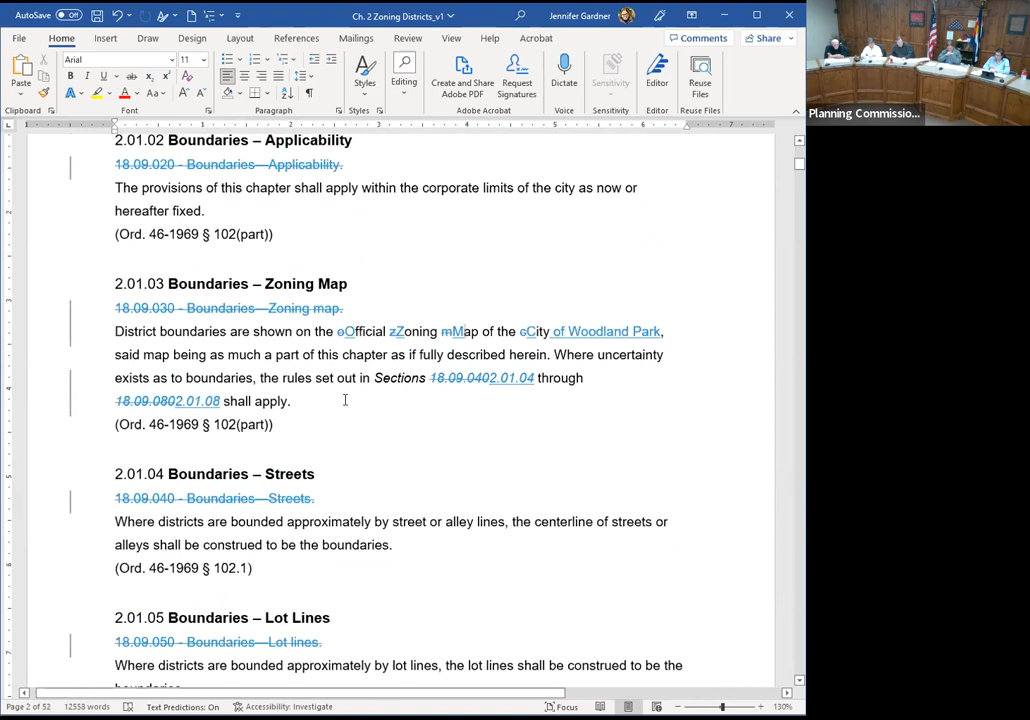 AutoSave Off
Ch. 2 Zoning Districts_v1
Jennifer Gardner
File Home Insert Draw Design Layout References Mailings Review View Help Acrobat Comments Share
Arial 11
Paste
Styles
Editing
Create and Share Adobe PDF
Request Signatures
Dictate
Sensitivity
Editor
Reuse Files
Clipboard Font Paragraph Styles Adobe Acrobat Voice Sensitivity Editor Reuse Files
Planning Commissio...
2.01.02 Boundaries – Applicability
18.09.020 - Boundaries—Applicability.
The provisions of this chapter shall apply within the corporate limits of the city as now or
hereafter fixed.
(Ord. 46-1969 § 102(part))
2.01.03 Boundaries – Zoning Map
18.09.030 - Boundaries—Zoning map.
District boundaries are shown on the oOfficial zZoning mMap of the cCity of Woodland Park,
said map being as much a part of this chapter as if fully described herein. Where uncertainty
exists as to boundaries, the rules set out in Sections 18.09.0402.01.04 through
18.09.0802.01.08 shall apply.
(Ord. 46-1969 § 102(part))
2.01.04 Boundaries – Streets
18.09.040 - Boundaries—Streets.
Where districts are bounded approximately by street or alley lines, the centerline of streets or
alleys shall be construed to be the boundaries.
(Ord. 46-1969 § 102.1)
2.01.05 Boundaries – Lot Lines
18.09.050 - Boundaries—Lot lines.
Where districts are bounded approximately by lot lines, the lot lines shall be construed to be the
boundaries.
Page 2 of 52 12558 words Text Predictions: On Accessibility: Investigate Focus 130%